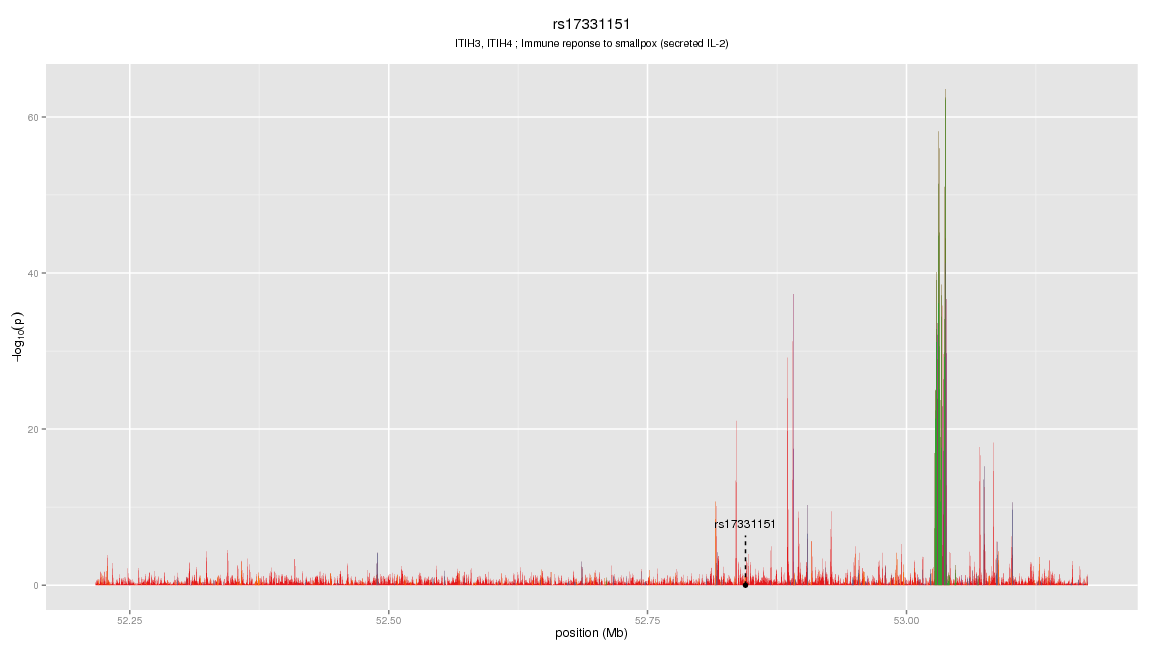 rs17331151
ITIH3, ITIH4 ; Immune reponse to smallpox (secreted IL-2)
60
40
20
0
−log10(p)
rs17331151
52.25 52.50 52.75 53.00
position (Mb)